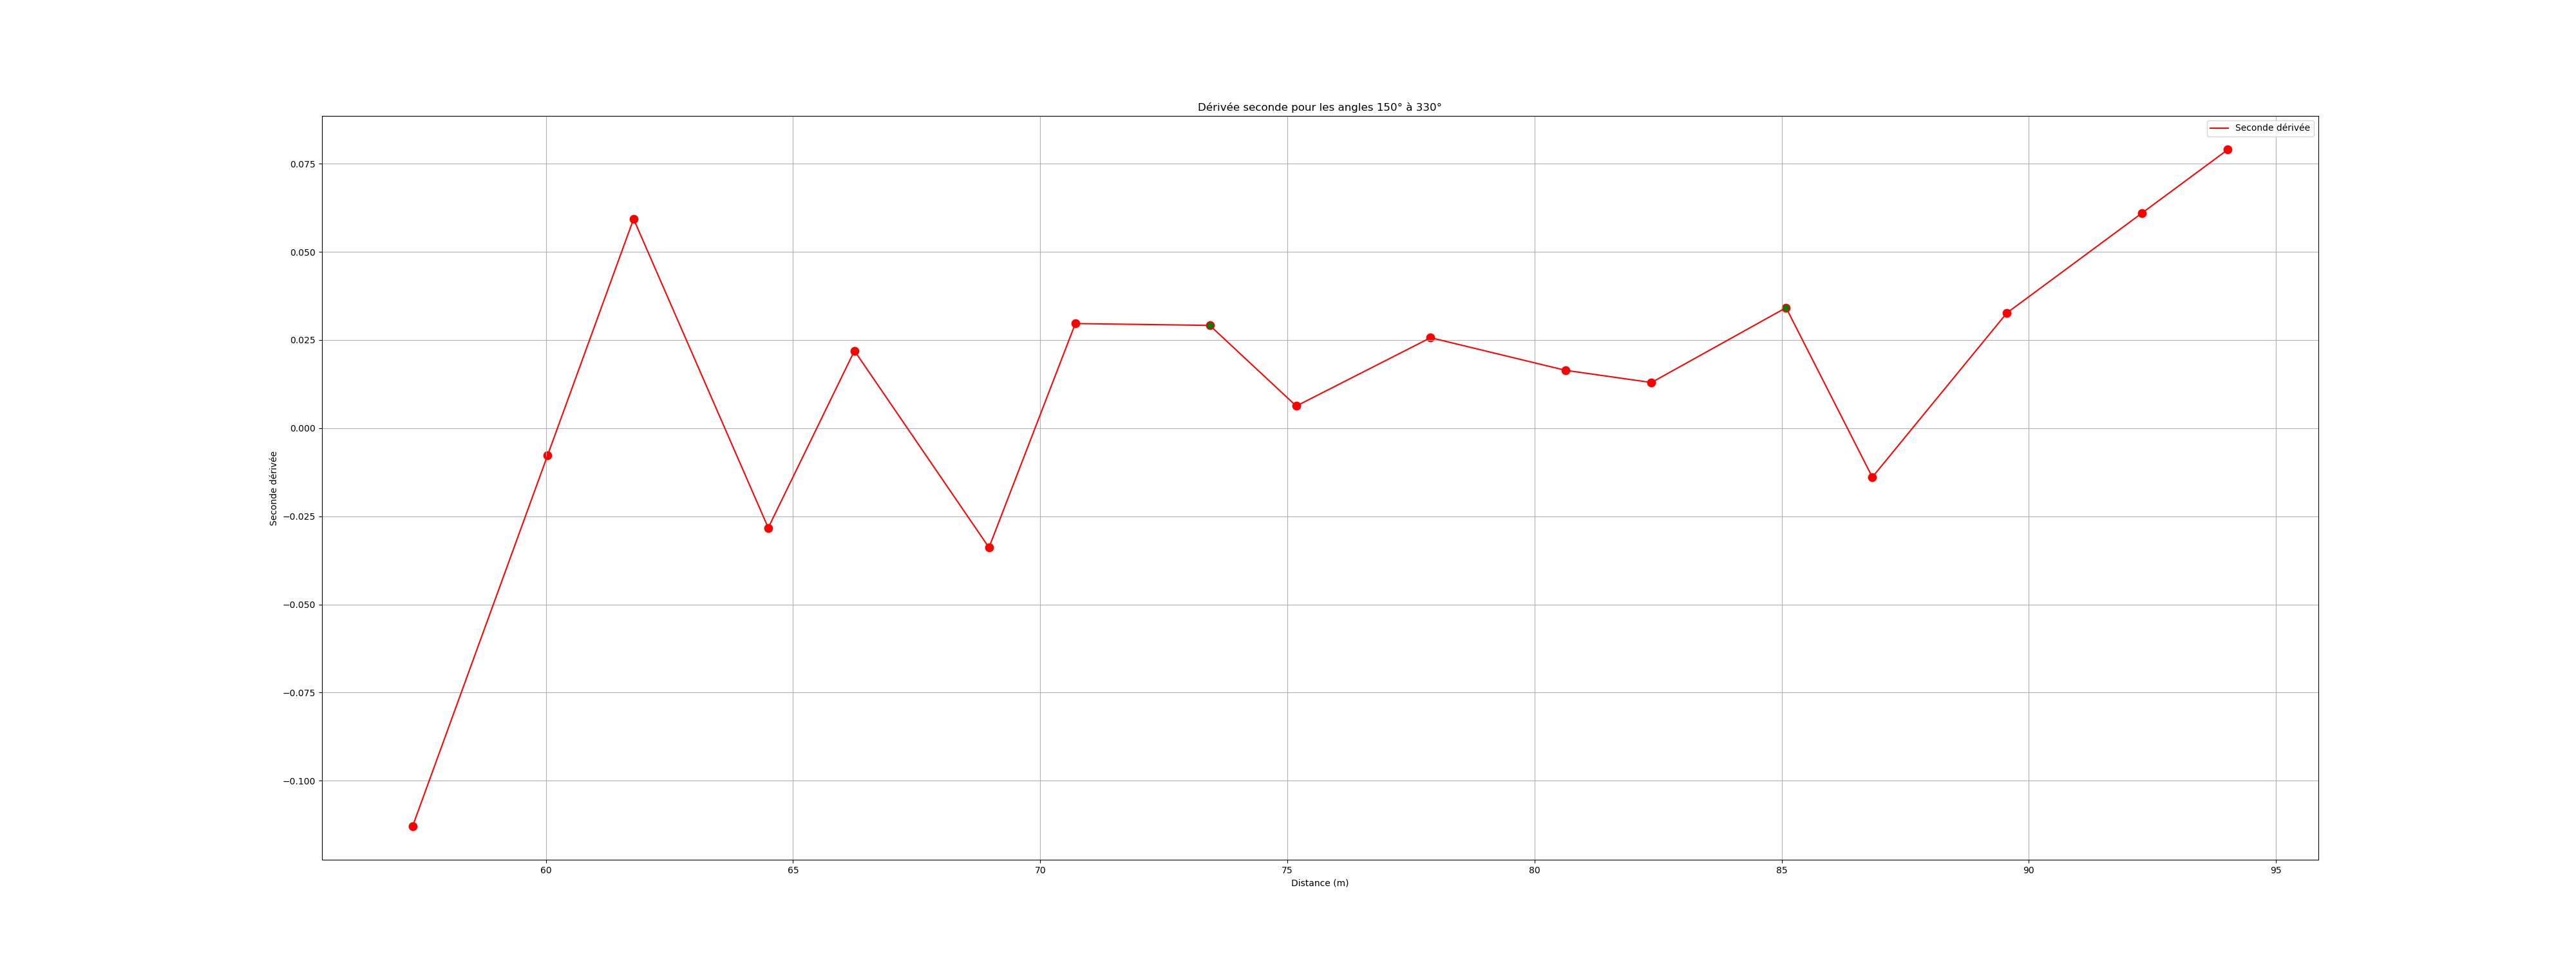 Dérivée seconde pour les angles 150° à 330°
Seconde dérivée
0.075
0.050
0.025
0.000
−0.025
−0.050
−0.075
−0.100
Seconde dérivée
60 65 70 75 80 85 90 95
Distance (m)